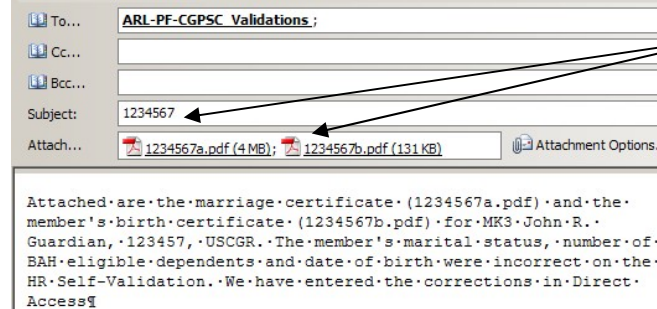 To... ARL-PF-CGPSC Validations ;
Cc...
Bcc...
Subject: 1234567
Attach... 1234567a.pdf (4 MB); 1234567b.pdf (131 KB) Attachment Options.
Attached·are·the·marriage·certificate·(1234567a.pdf)·and·the·
member's·birth·certificate·(1234567b.pdf)·for·MK3·John·R.·
Guardian,·123457,·USCGR.·The·member's·marital·status,·number·of·
BAH·eligible·dependents·and·date·of·birth·were·incorrect·on·the·
HR·Self-Validation.·We·have·entered·the·corrections·in·Direct·
Access¶